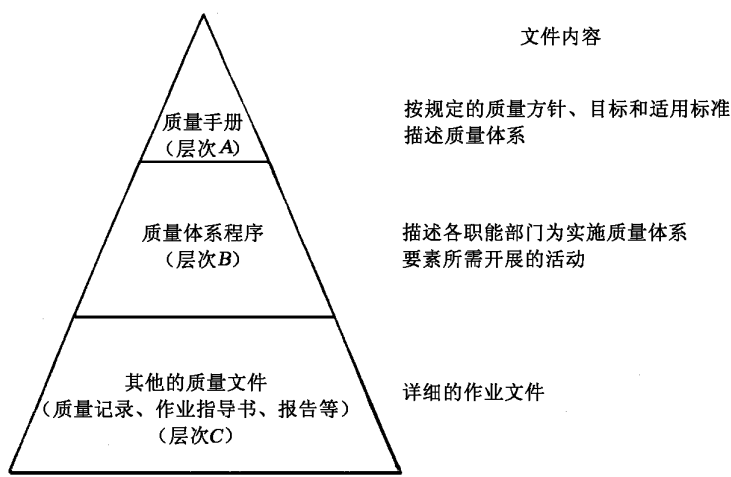 文件内容
质量手册
（层次A）
按规定的质量方针、目标和适用标准
描述质量体系
质量体系程序
（层次B）
描述各职能部门为实施质量体系
要素所需开展的活动
其他的质量文件
（质量记录、作业指导书、报告等）
（层次C）
详细的作业文件